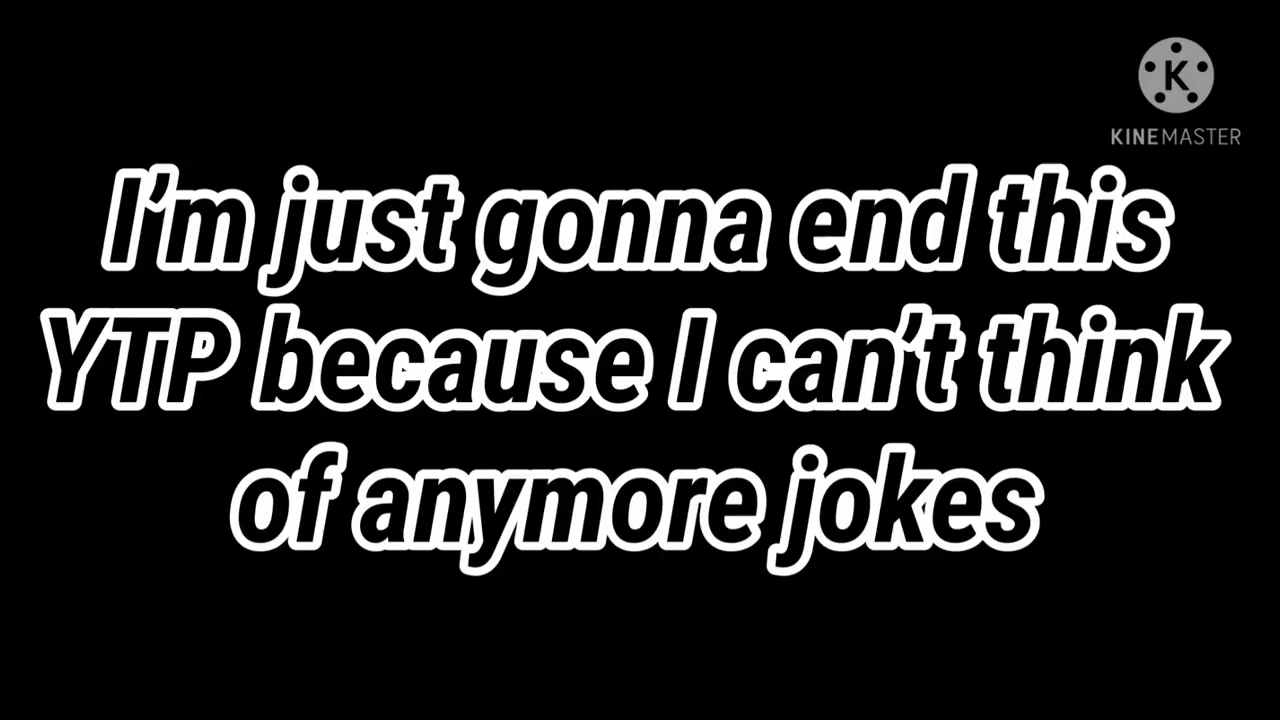 K
KINEMASTER
I'm just gonna end this
YTP because I can't think
of anymore jokes